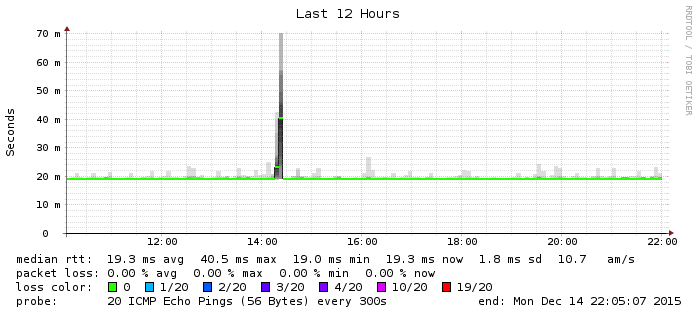 Last 12 Hours
RRDTOOL / TOBI OETIKER
Seconds
70 m
60 m
50 m
40 m
30 m
20 m
10 m
0
12:00 14:00 16:00 18:00 20:00 22:00
median rtt: 19.3 ms avg 40.5 ms max 19.0 ms min 19.3 ms now 1.8 ms sd 10.7 am/s
packet loss: 0.00 % avg 0.00 % max 0.00 % min 0.00 % now
loss color: 0 1/20 2/20 3/20 4/20 10/20 19/20
probe: 20 ICMP Echo Pings (56 Bytes) every 300s end: Mon Dec 14 22:05:07 2015